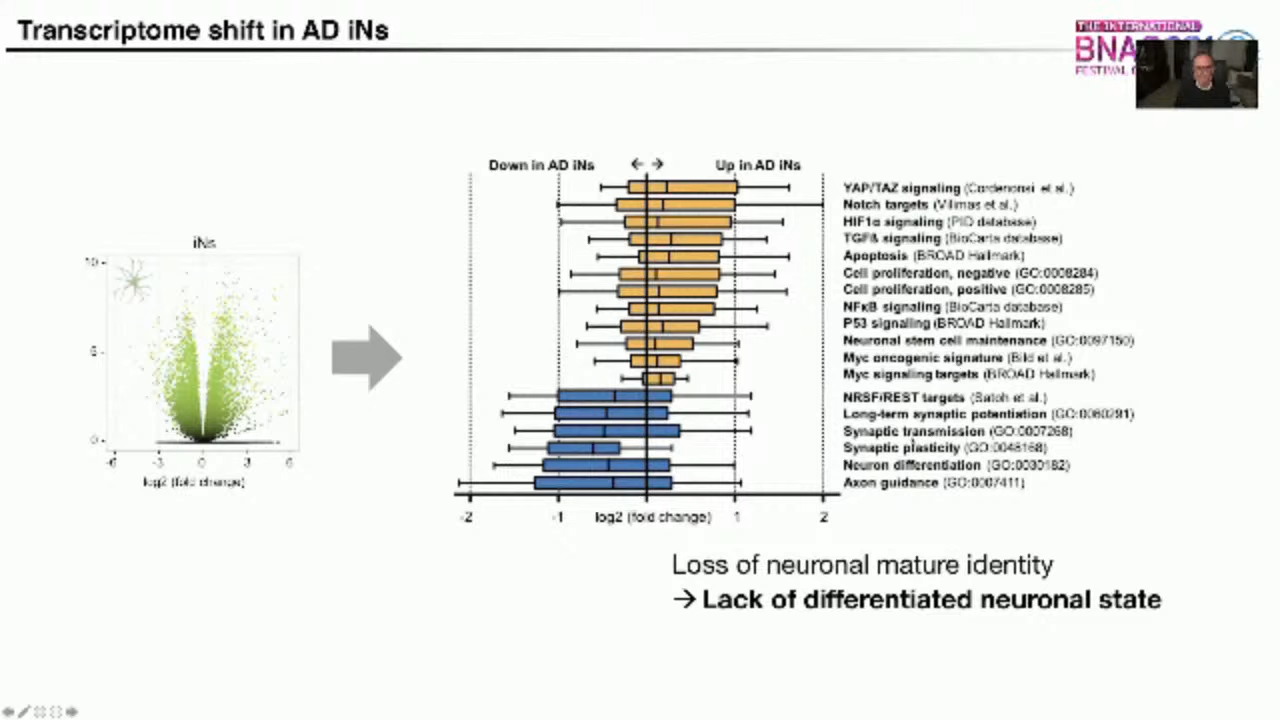 Transcriptome shift in AD iNs
THE INTERNATIONAL
BNA
FESTIVAL
Down in AD iNs
Up in AD iNs
YAP/TAZ signaling (Cordenonsi et al.)
Notch targets (Vilimas et al.)
HIF1α signaling (PID database)
TGFß signaling (BioCarta database)
Apoptosis (BROAD Hallmark)
Cell proliferation, negative (GO:0008284)
Cell proliferation, positive (GO:0008285)
NFκB signaling (BioCarta database)
P53 signaling (BROAD Hallmark)
Neuronal stem cell maintenance (GO:0097150)
Myc oncogenic signature (Bild et al.)
Myc signaling targets (BROAD Hallmark)
NRSF/REST targets (Satoh et al.)
Long-term synaptic potentiation (GO:0060291)
Synaptic transmission (GO:0007268)
Synaptic plasticity (GO:0048168)
Neuron differentiation (GO:0030182)
Axon guidance (GO:0007411)
-2 -1 log2 (fold change) 1 2
iNs
10
5
0
-6 -3 0 3 6
log2 (fold change)
Loss of neuronal mature identity
→ Lack of differentiated neuronal state